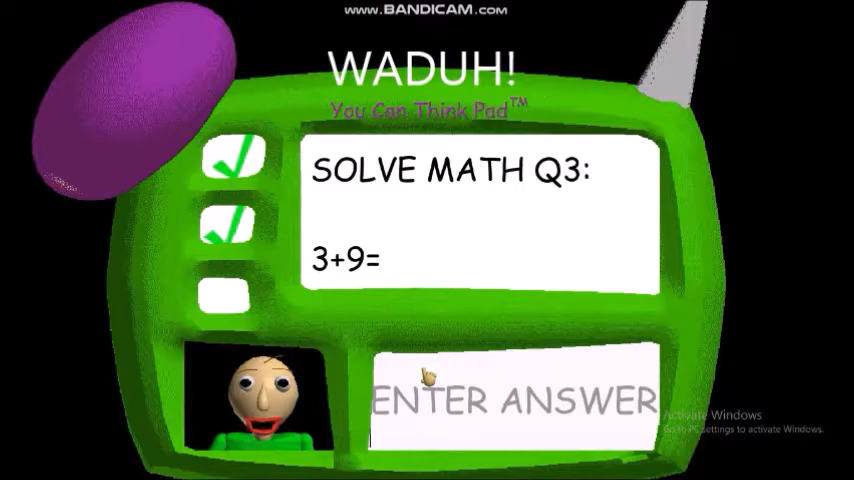 www.BANDICAM.com
WADUH!
You Can Think Pad™
SOLVE MATH Q3:
3+9=
ENTER ANSWER
Activate Windows
Go to PC settings to activate Windows.